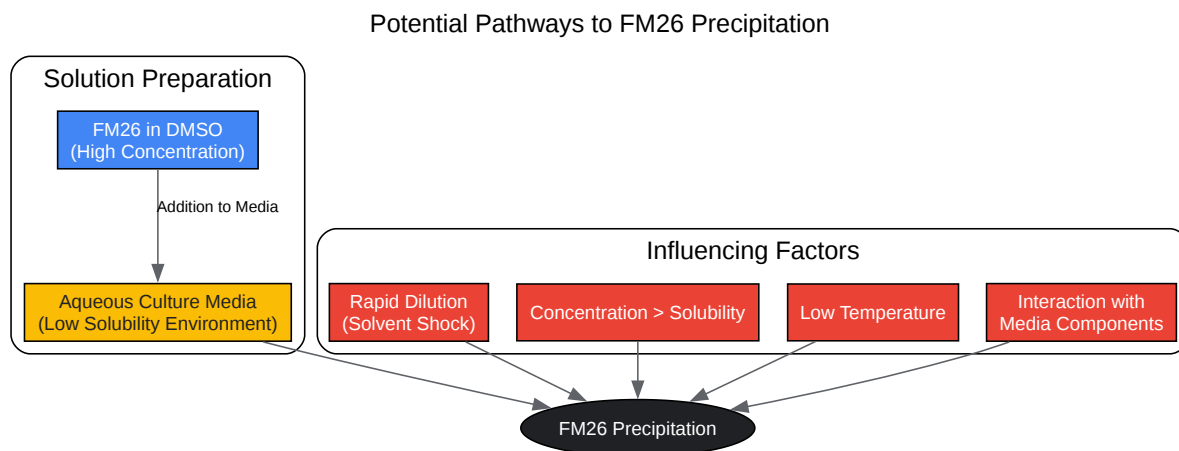 Potential Pathways to FM26 Precipitation
Solution Preparation
FM26 in DMSO
(High Concentration)
Addition to Media
Aqueous Culture Media
(Low Solubility Environment)
Influencing Factors
Rapid Dilution
(Solvent Shock)
Concentration > Solubility
Low Temperature
Interaction with
Media Components
FM26 Precipitation